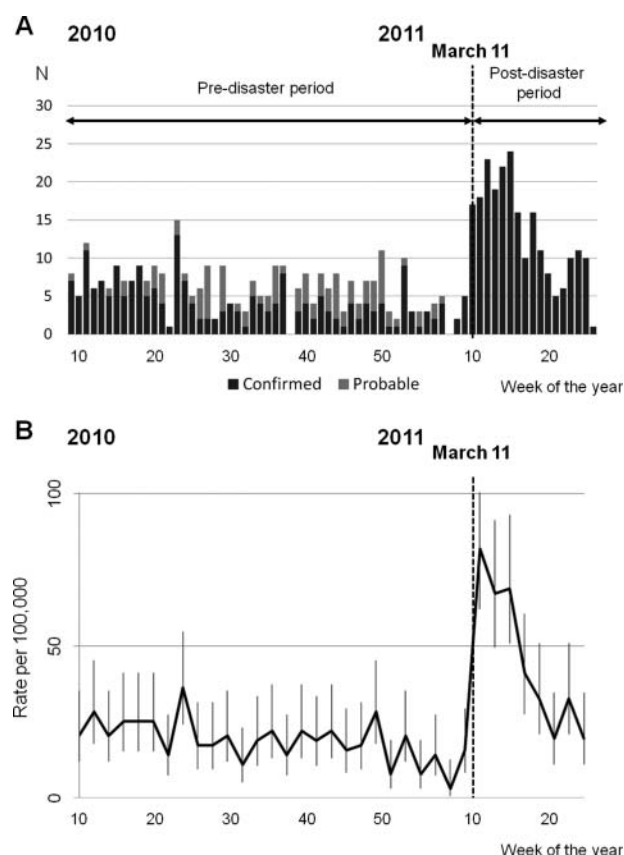 A
2010
2011
March 11
N
Pre-disaster period
Post-disaster
period
30
25
20
15
10
5
0
10 20 30 40 50 10 20
Confirmed Probable
Week of the year
B
2010
2011
March 11
Rate per 100,000
100
50
0
10 20 30 40 50 10 20
Week of the year